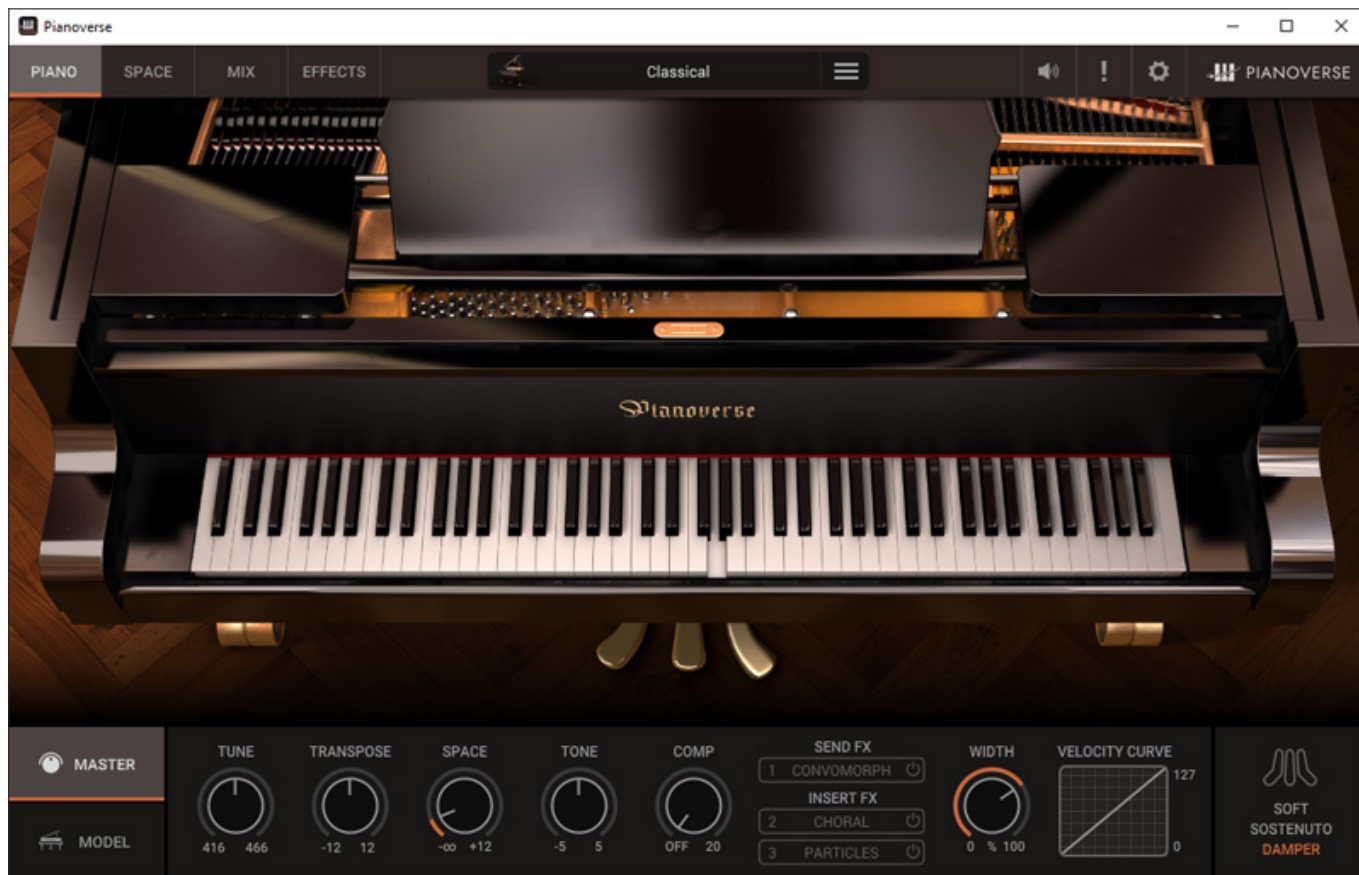 Pianoverse
PIANO SPACE MIX EFFECTS Classical ! PIANOVERSE
Pianoverse
MASTER
MODEL
TUNE
416 466
TRANSPOSE
-12 12
SPACE
-∞ +12
TONE
-5 5
COMP
OFF 20
SEND FX
1 CONVOMORPH
INSERT FX
2 CHORAL
3 PARTICLES
WIDTH
0 % 100
VELOCITY CURVE
127
0
SOFT
SOSTENUTO
DAMPER